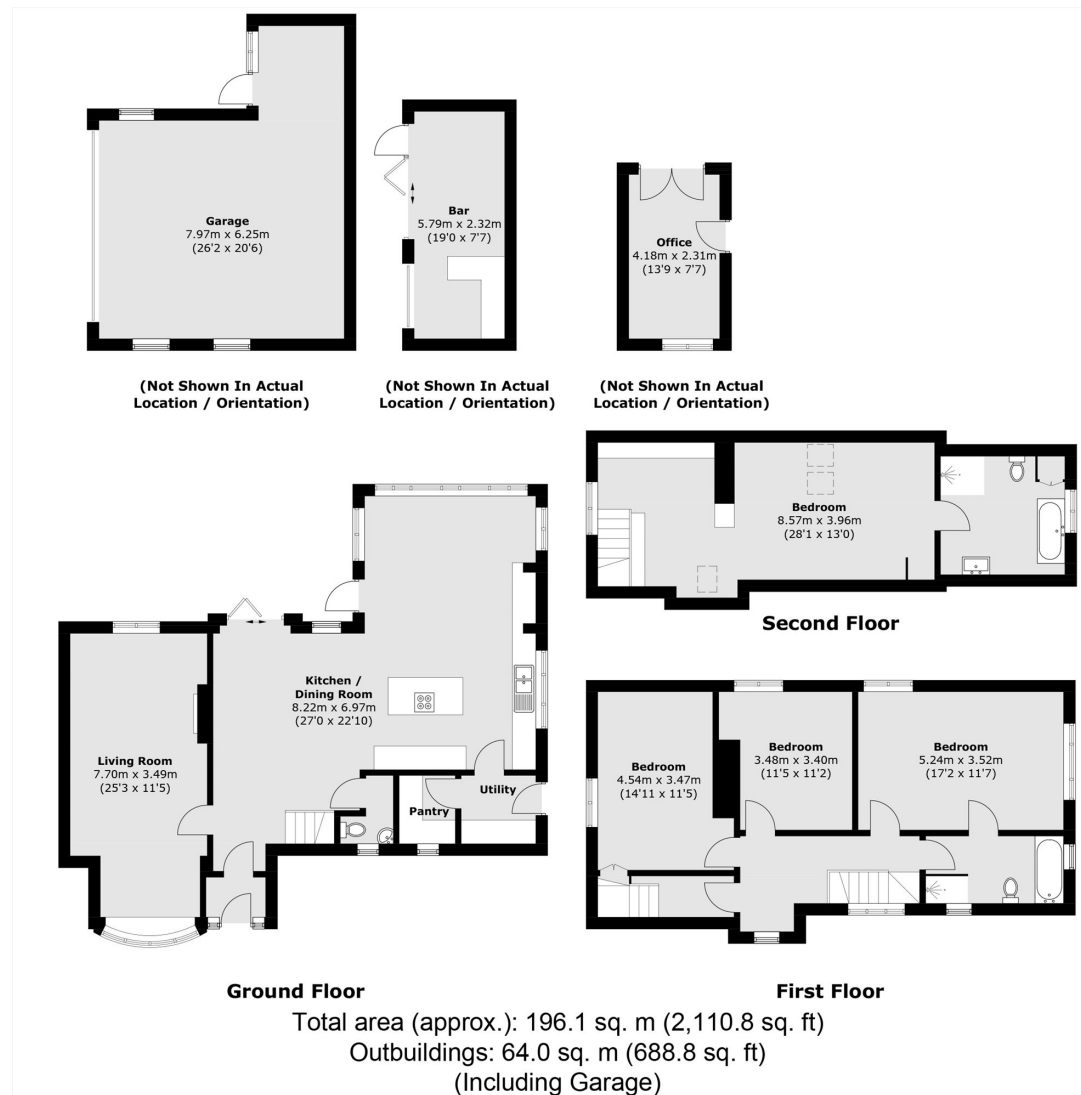 Garage
7.97m x 6.25m
(26'2 x 20'6)
Bar
5.79m x 2.32m
(19'0 x 7'7)
Office
4.18m x 2.31m
(13'9 x 7'7)
(Not Shown In Actual
Location / Orientation)
(Not Shown In Actual
Location / Orientation)
(Not Shown In Actual
Location / Orientation)
Bedroom
8.57m x 3.96m
(28'1 x 13'0)
Second Floor
Kitchen /
Dining Room
8.22m x 6.97m
(27'0 x 22'10)
Living Room
7.70m x 3.49m
(25'3 x 11'5)
Utility
Pantry
Ground Floor
Bedroom
4.54m x 3.47m
(14'11 x 11'5)
Bedroom
3.48m x 3.40m
(11'5 x 11'2)
Bedroom
5.24m x 3.52m
(17'2 x 11'7)
First Floor
Total area (approx.): 196.1 sq. m (2,110.8 sq. ft)
Outbuildings: 64.0 sq. m (688.8 sq. ft)
(Including Garage)